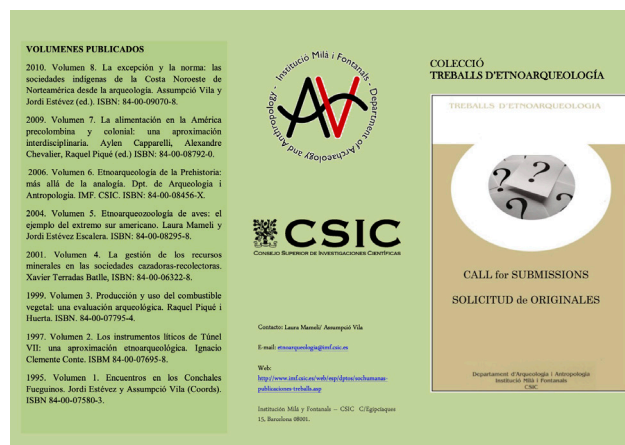 VOLUMENES PUBLICADOS
2010. Volumen 8. La excepción y la norma: las
sociedades indígenas de la Costa Noroeste de
Norteamérica desde la arqueología. Assumpció Vila y
Jordi Estévez (ed.). ISBN: 84-00-09070-8.
2009. Volumen 7. La alimentación en la América
precolombina y colonial: una aproximación
interdisciplinaria. Aylen Capparelli, Alexandre
Chevalier, Raquel Piqué (ed.) ISBN: 84-00-08792-0.
2006. Volumen 6. Etnoarqueología de la Prehistoria:
más allá de la analogía. Dpt. de Arqueologia i
Antropologia. IMF. CSIC. ISBN: 84-00-08456-X.
2004. Volumen 5. Etnoarqueozoología de aves: el
ejemplo del extremo sur americano. Laura Mameli y
Jordi Estévez Escalera. ISBN: 84-00-08295-8.
2001. Volumen 4. La gestión de los recursos
minerales en las sociedades cazadoras-recolectoras.
Xavier Terradas Batlle, ISBN: 84-00-06322-8.
1999. Volumen 3. Producción y uso del combustible
vegetal: una evaluación arqueológica. Raquel Piqué i
Huerta. ISBN. 84-00-07795-4.
1997. Volumen 2. Los instrumentos líticos de Túnel
VII: una aproximación etnoarqueológica. Ignacio
Clemente Conte. ISBM 84-00-07695-8.
1995. Volumen 1. Encuentros en los Conchales
Fueguinos. Jordi Estévez y Assumpció Vila (Coords).
ISBN 84-00-07580-3.
Institució Milà i Fontanals - Department of Archaeology and Anthropology -
CSIC
CONSEJO SUPERIOR DE INVESTIGACIONES CIENTÍFICAS
Contacto: Laura Mameli/ Assumpció Vila
E-mail: etnoarqueologia@imf.csic.es
Web:
http://www.imf.csic.es/web/esp/dptos/uochumanas-
publicaciones-treballs.asp
Institución Milá y Fontanals – CSIC C/Egipciaques
15, Barcelona 08001.
COLECCIÓ
TREBALLS D'ETNOARQUEOLOGÍA
TREBALLS D'ETNOARQUEOLOGIA
? ? ?
CALL for SUBMISSIONS
SOLICITUD de ORIGINALES
Departament d'Arqueologia i Antropologia
Institució Milà i Fontanals
CSIC